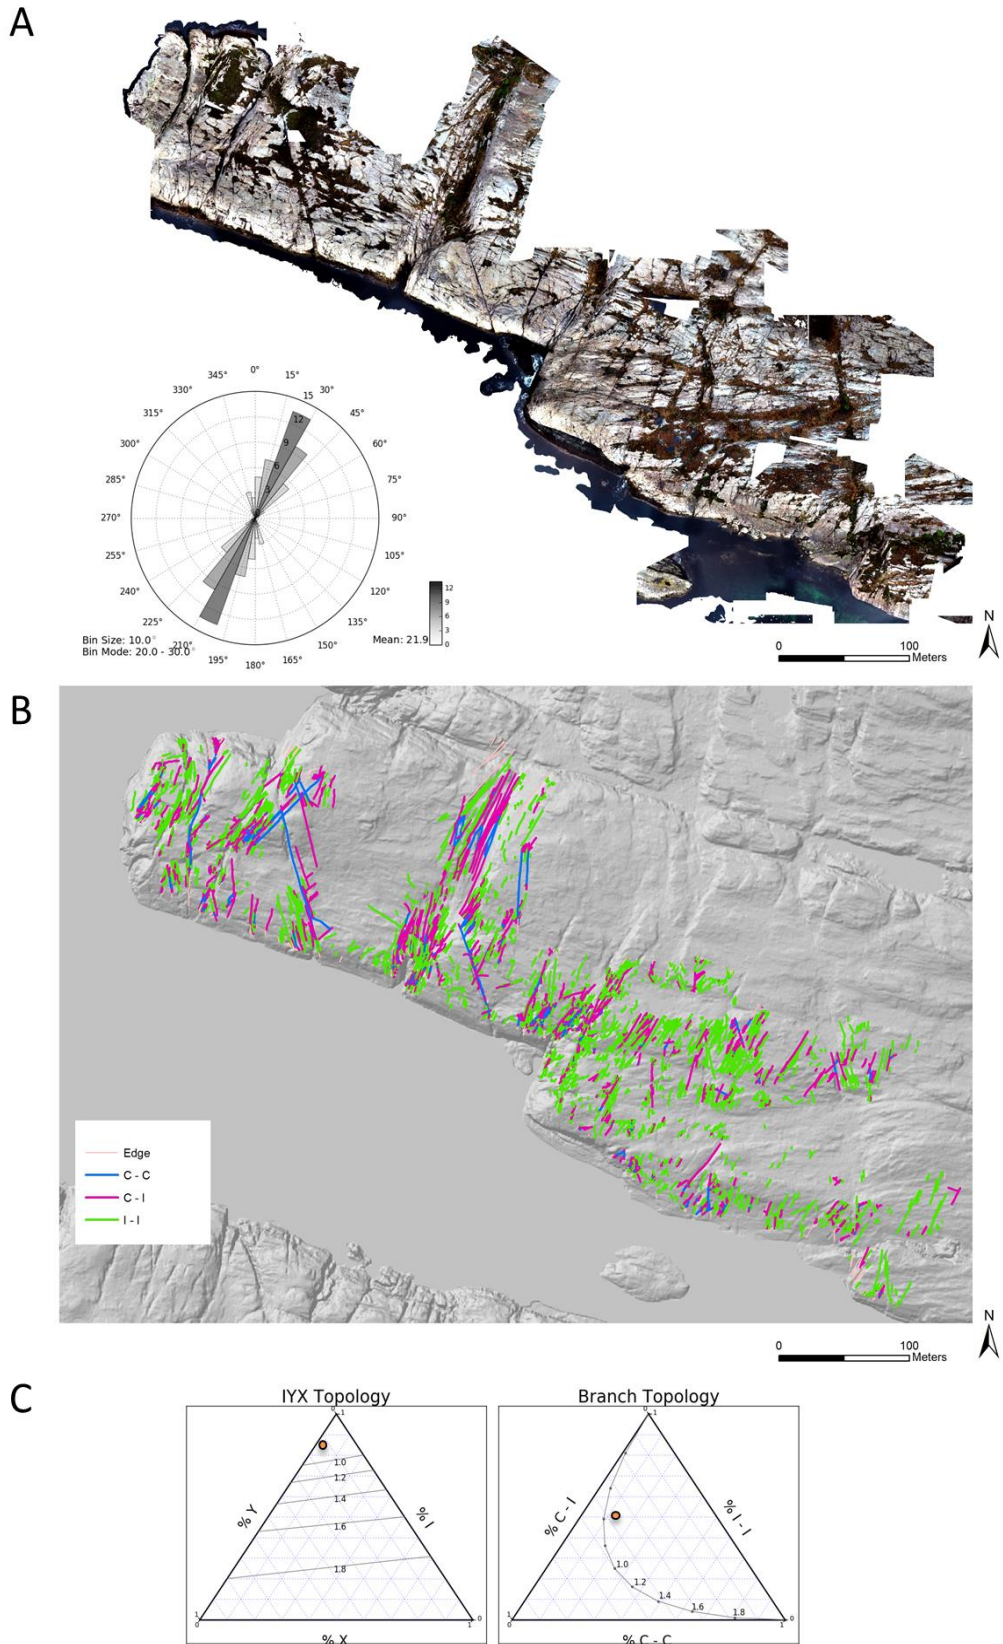 A
0°
345° 15°
330° 30°
315° 45°
300° 60°
285° 75°
270° 90°
255° 105°
240° 120°
225° 135°
210° 150°
195° 180° 165°
15
12
9
6
3
12
9
6
3
0
Bin Size: 10.0°
Bin Mode: 20.0 - 30.0°
Mean: 21.9
N
0 100
Meters
B
Edge
C - C
C - I
I - I
N
0 100
Meters
C
IYX Topology
0 1
1.0
1.2
1.4
1.6
1.8
% Y
% I
1 0
0 1
% X
Branch Topology
0 1
% C - I
% I - I
1.0
1.2
1.4
1.6
1.8
1 0
0 1
% C - C